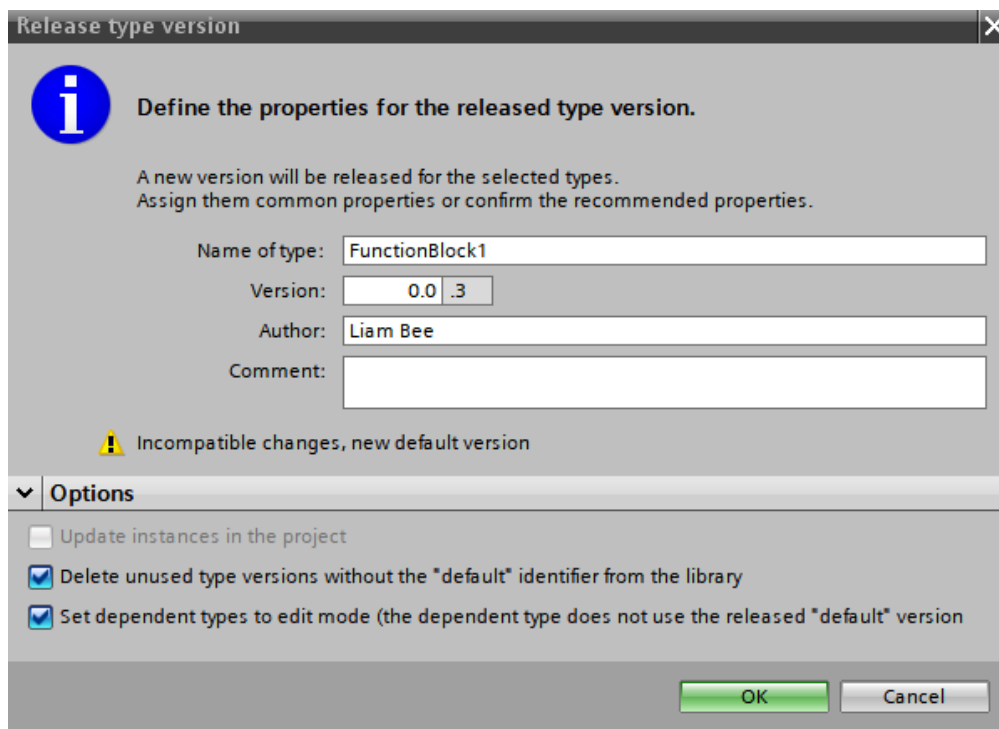 Release type version
Define the properties for the released type version.
A new version will be released for the selected types.
Assign them common properties or confirm the recommended properties.
Name of type: FunctionBlock1
Version: 0.0 .3
Author: Liam Bee
Comment:
Incompatible changes, new default version
Options
Update instances in the project
Delete unused type versions without the "default" identifier from the library
Set dependent types to edit mode (the dependent type does not use the released "default" version
OK Cancel